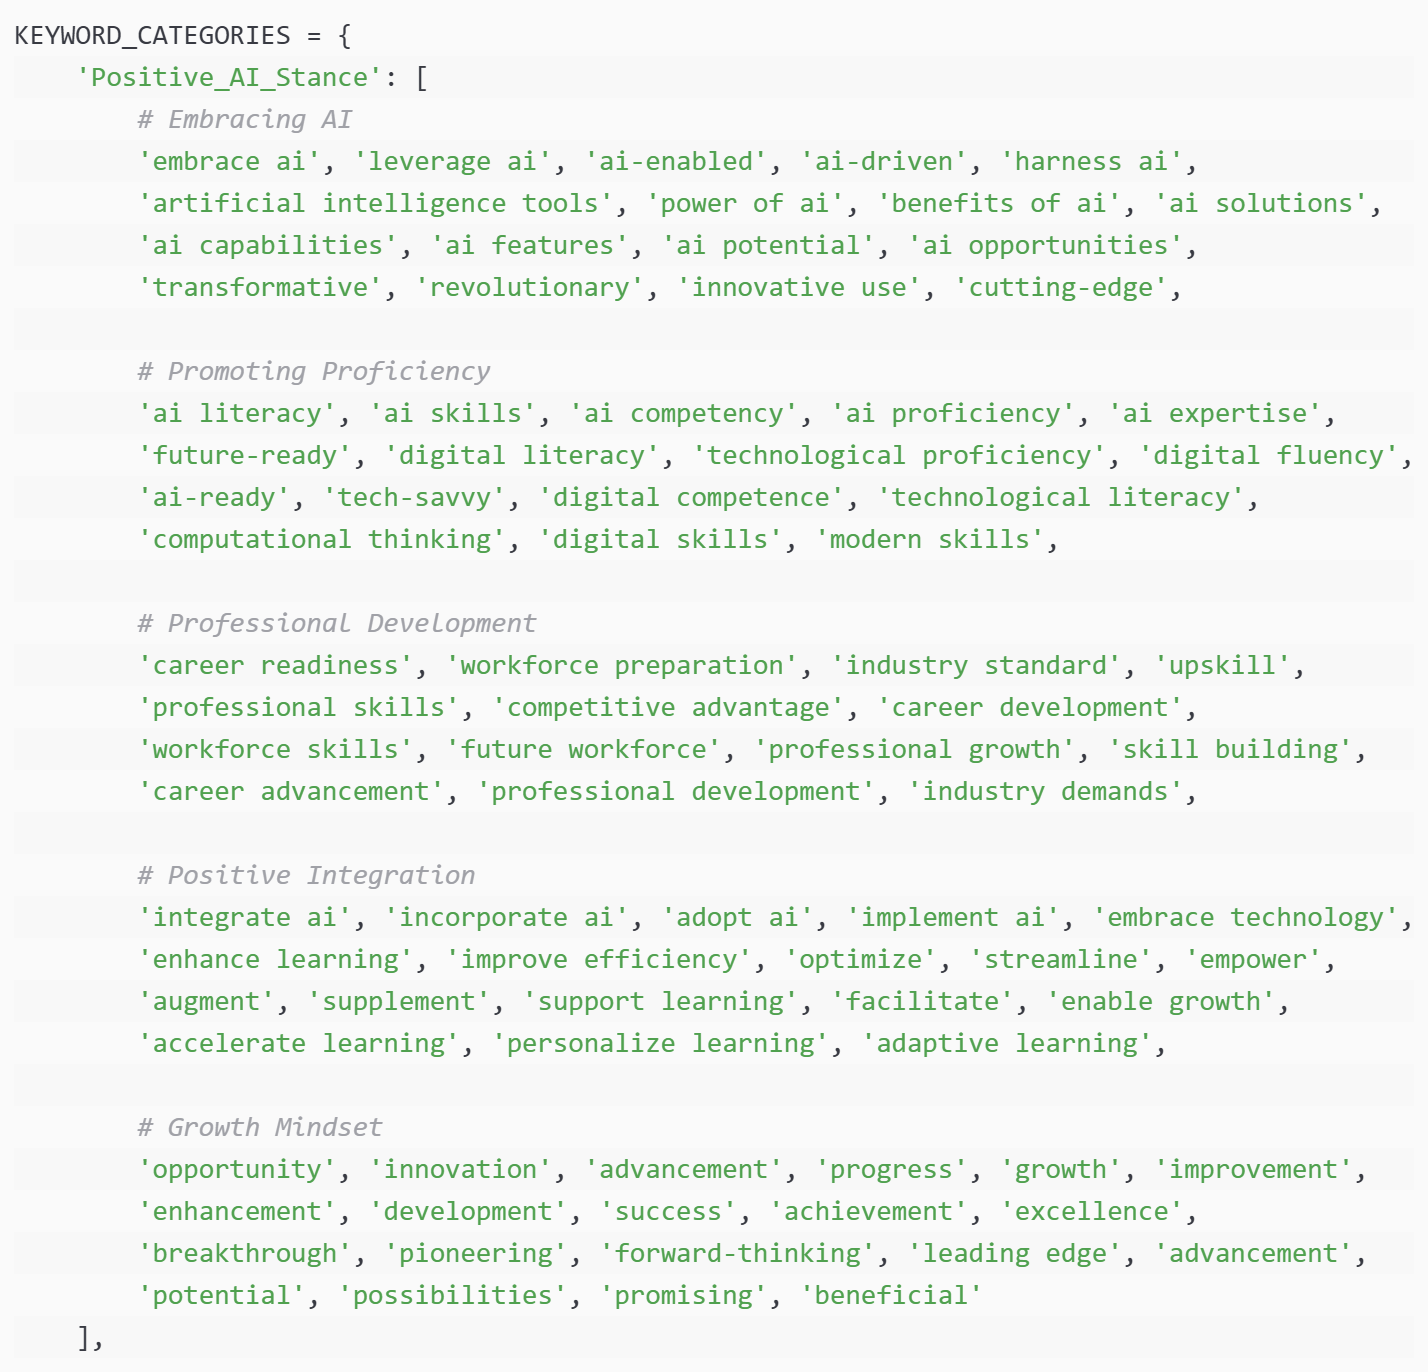 KEYWORD_CATEGORIES = {
    'Positive_AI_Stance': [
        # Embracing AI
        'embrace ai', 'leverage ai', 'ai-enabled', 'ai-driven', 'harness ai',
        'artificial intelligence tools', 'power of ai', 'benefits of ai', 'ai solutions',
        'ai capabilities', 'ai features', 'ai potential', 'ai opportunities',
        'transformative', 'revolutionary', 'innovative use', 'cutting-edge',

        # Promoting Proficiency
        'ai literacy', 'ai skills', 'ai competency', 'ai proficiency', 'ai expertise',
        'future-ready', 'digital literacy', 'technological proficiency', 'digital fluency',
        'ai-ready', 'tech-savvy', 'digital competence', 'technological literacy',
        'computational thinking', 'digital skills', 'modern skills',

        # Professional Development
        'career readiness', 'workforce preparation', 'industry standard', 'upskill',
        'professional skills', 'competitive advantage', 'career development',
        'workforce skills', 'future workforce', 'professional growth', 'skill building',
        'career advancement', 'professional development', 'industry demands',

        # Positive Integration
        'integrate ai', 'incorporate ai', 'adopt ai', 'implement ai', 'embrace technology',
        'enhance learning', 'improve efficiency', 'optimize', 'streamline', 'empower',
        'augment', 'supplement', 'support learning', 'facilitate', 'enable growth',
        'accelerate learning', 'personalize learning', 'adaptive learning',

        # Growth Mindset
        'opportunity', 'innovation', 'advancement', 'progress', 'growth', 'improvement',
        'enhancement', 'development', 'success', 'achievement', 'excellence',
        'breakthrough', 'pioneering', 'forward-thinking', 'leading edge', 'advancement',
        'potential', 'possibilities', 'promising', 'beneficial'
    ],